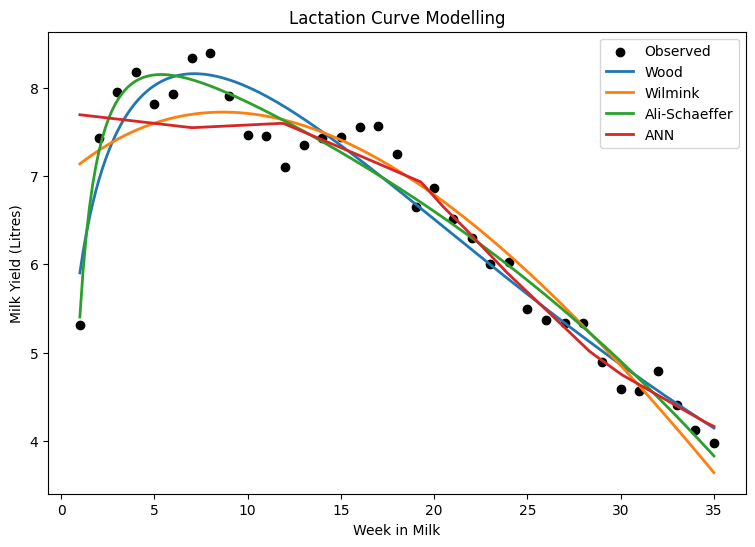 Lactation Curve Modelling
Observed
Wood
Wilmink
Ali-Schaeffer
ANN
Milk Yield (Litres)
8
7
6
5
4
0
5
10
15
20
25
30
35
Week in Milk